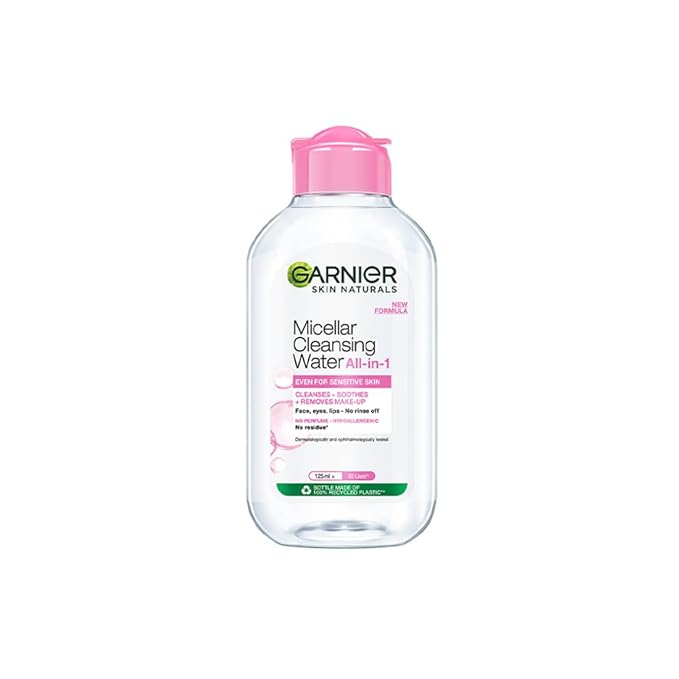 GARNIER
SKIN NATURALS
NEW
FORMULA
Micellar
Cleansing
Water All-in-1
EVEN FOR SENSITIVE SKIN
CLEANSES + SOOTHES
+ REMOVES MAKE-UP
Face, eyes, lips - No rinse off
NO PERFUME - HYPOALLERGENIC
No residue*
Dermatologically and ophthalmologically tested
125 ml e
BOTTLE MADE OF
100% RECYCLED PLASTIC**